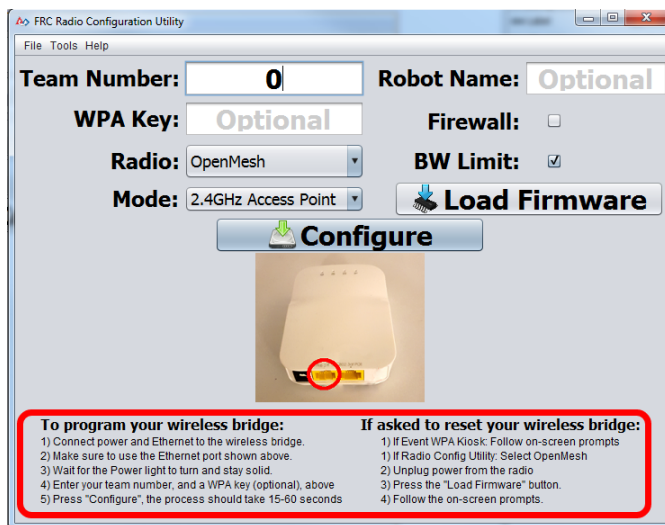 FRC Radio Configuration Utility
File Tools Help
Team Number: 0 Robot Name: Optional
WPA Key: Optional Firewall:
Radio: OpenMesh BW Limit:
Mode: 2.4GHz Access Point Load Firmware
Configure
To program your wireless bridge:
1) Connect power and Ethernet to the wireless bridge.
2) Make sure to use the Ethernet port shown above.
3) Wait for the Power light to turn and stay solid.
4) Enter your team number, and a WPA key (optional), above
5) Press "Configure", the process should take 15-60 seconds
If asked to reset your wireless bridge:
1) If Event WPA Kiosk: Follow on-screen prompts
1) If Radio Config Utility: Select OpenMesh
2) Unplug power from the radio
3) Press the "Load Firmware" button.
4) Follow the on-screen prompts.